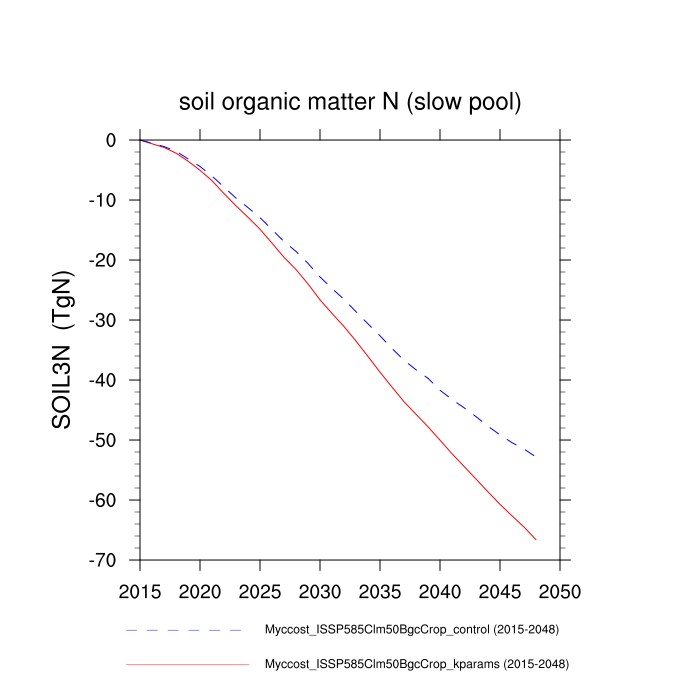 soil organic matter N (slow pool)
0
-10
-20
-30
-40
-50
-60
-70
SOIL3N (TgN)
2015 2020 2025 2030 2035 2040 2045 2050
Myccost_ISSP585Clm50BgcCrop_control (2015-2048)
Myccost_ISSP585Clm50BgcCrop_kparams (2015-2048)